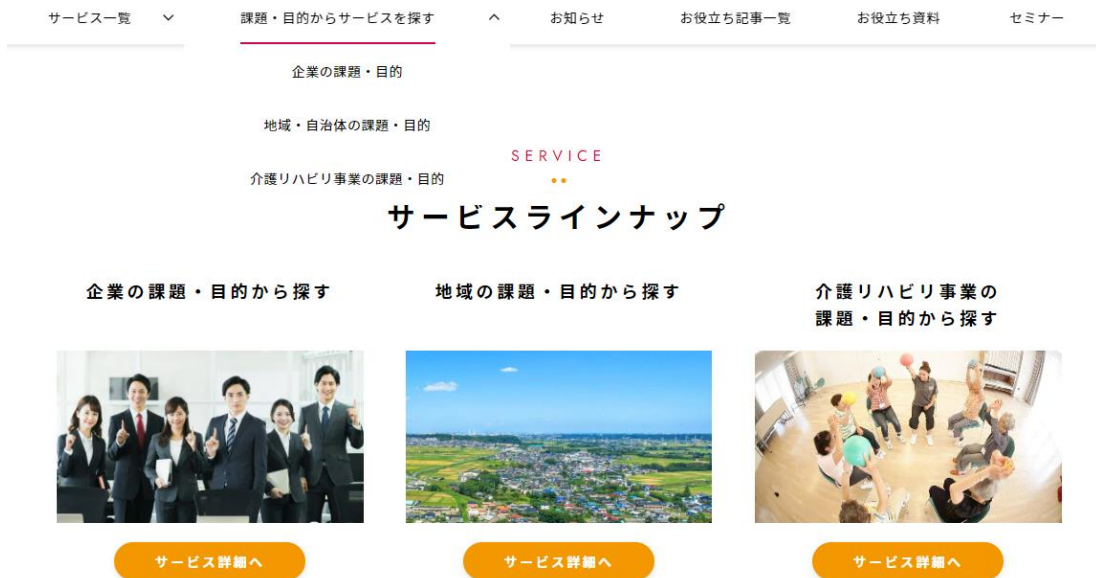 サービス一覧
課題・目的からサービスを探す
お知らせ
お役立ち記事一覧
お役立ち資料
セミナー
企業の課題・目的
地域・自治体の課題・目的
介護リハビリ事業の課題・目的
SERVICE
サービスラインナップ
企業の課題・目的から探す
地域の課題・目的から探す
介護リハビリ事業の
課題・目的から探す
サービス詳細へ
サービス詳細へ
サービス詳細へ